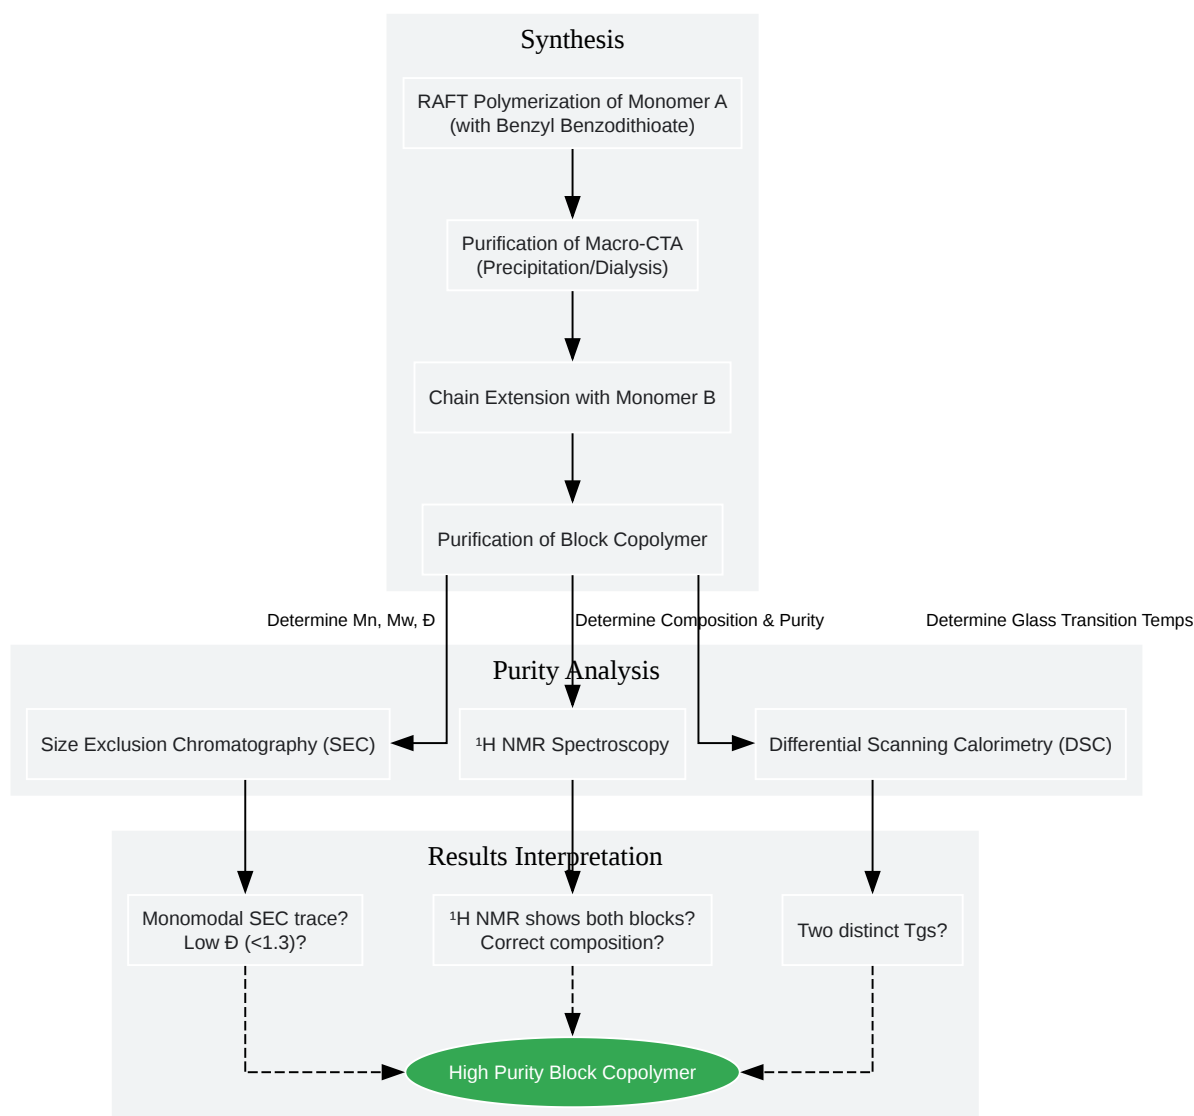 Synthesis
RAFT Polymerization of Monomer A
(with Benzyl Benzodithioate)
Purification of Macro-CTA
(Precipitation/Dialysis)
Chain Extension with Monomer B
Purification of Block Copolymer
Determine Mn, Mw, Đ
Determine Composition & Purity
Determine Glass Transition Temps
Purity Analysis
Size Exclusion Chromatography (SEC)
¹H NMR Spectroscopy
Differential Scanning Calorimetry (DSC)
Results Interpretation
Monomodal SEC trace?
Low Đ (<1.3)?
¹H NMR shows both blocks?
Correct composition?
Two distinct Tgs?
High Purity Block Copolymer